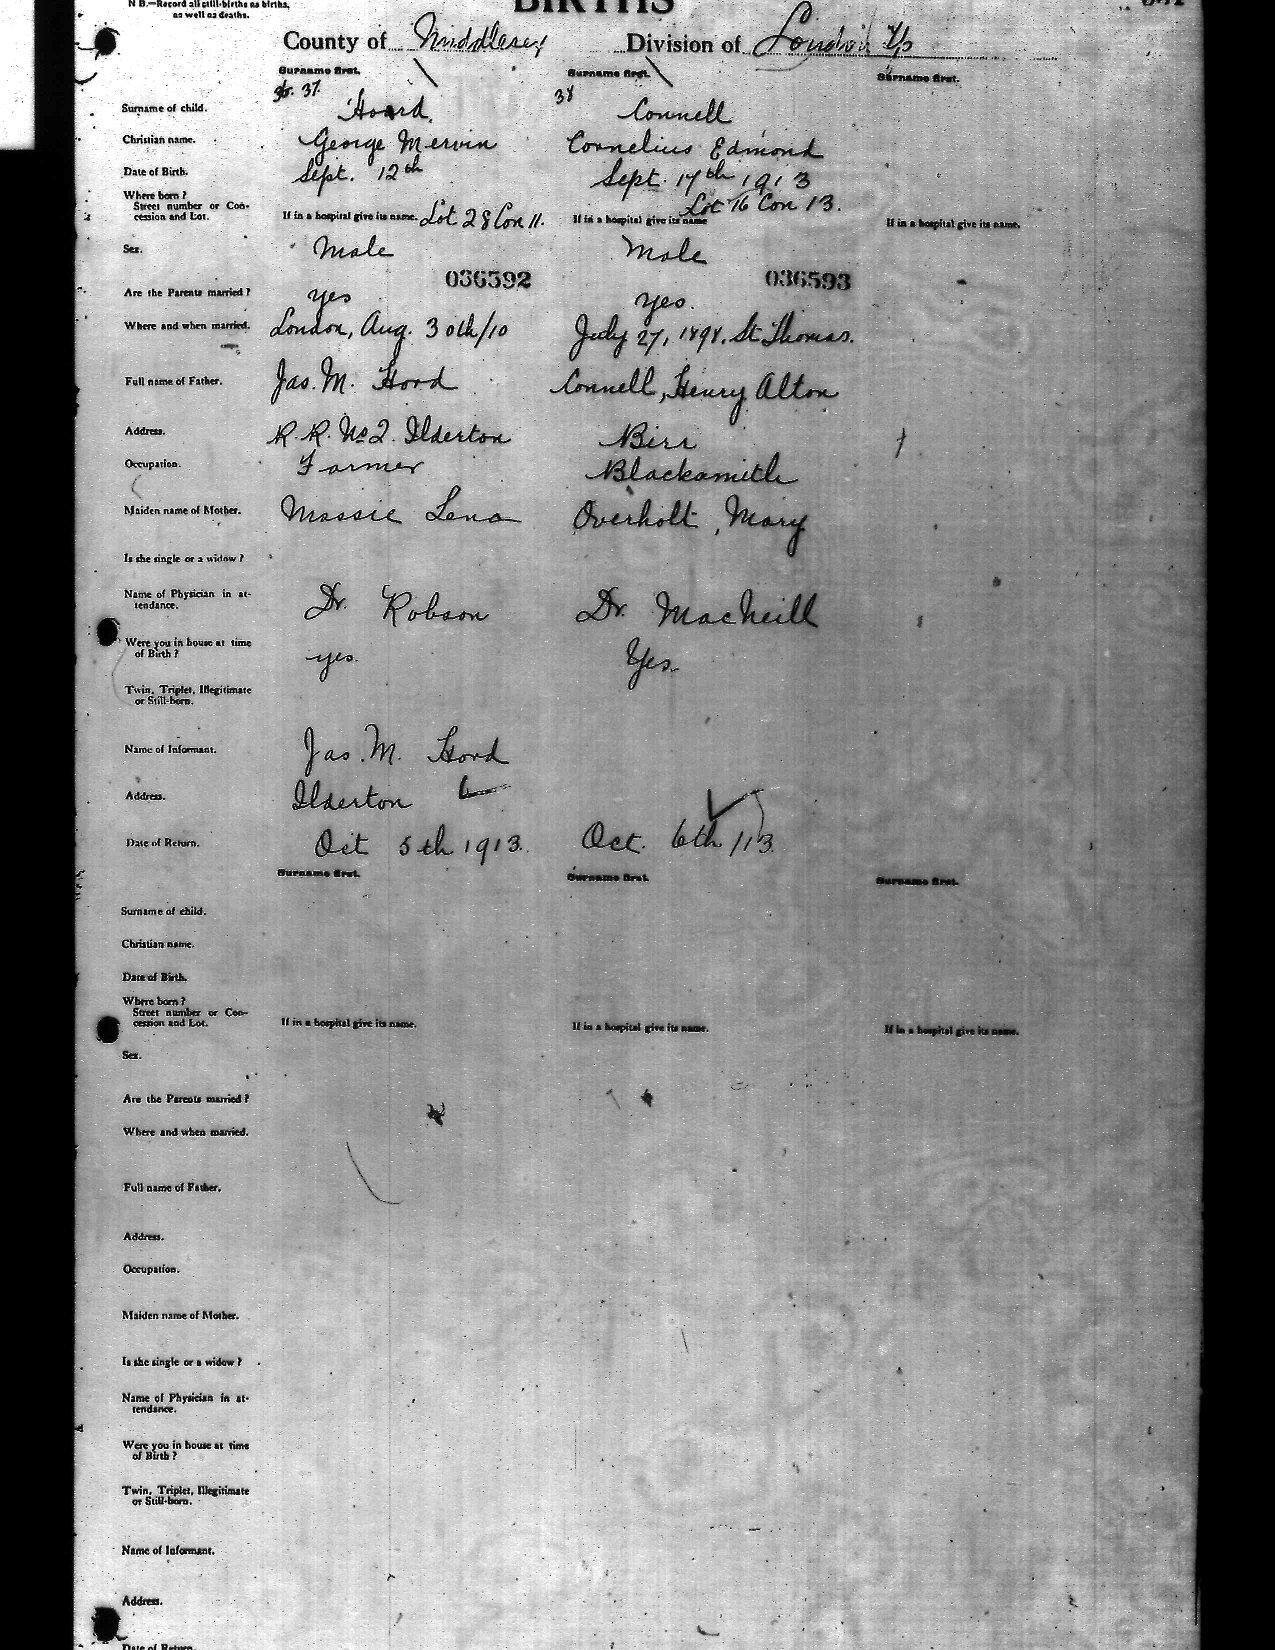 N B.—Record all still-births as births,
as well as deaths.
BIRTHS
County of Middlesex Division of London Tp
Surname first. Surname first. Surname first.
37 38
Surname of child. Hoard. Connell
Christian name. George Mervin Cornelius Edmond
Date of Birth. Sept. 12th Sept. 17th 1913
Where born?
Street number or Con-
cession and Lot. If in a hospital give its name. Lot 28 Con 11. If in a hospital give its name Lot 16 Con 13. If in a hospital give its name.
Sex. Male Male
036592 036593
Are the Parents married? yes yes.
Where and when married. London, Aug. 30th/10 July 27, 1898. St Thomas.
Full name of Father. Jas. M. Hord Connell, Henry Alton
Address. R. R. No 2. Ilderton Birr
Occupation. Farmer Blacksmith
Maiden name of Mother. Massie Lena Overholt, Mary
Is she single or a widow?
Name of Physician in at-
tendance. Dr. Robson Dr. MacNeill
Were you in house at time
of Birth? yes. Yes.
Twin, Triplet, Illegitimate
or Still-born.
Name of Informant. Jas. M. Hord
Address. Ilderton
Date of Return. Oct 5th 1913. Oct. 6th /13
Surname first. Surname first. Surname first.
Surname of child.
Christian name.
Date of Birth.
Where born?
Street number or Con-
cession and Lot. If in a hospital give its name. If in a hospital give its name. If in a hospital give its name.
Sex.
Are the Parents married?
Where and when married.
Full name of Father.
Address.
Occupation.
Maiden name of Mother.
Is she single or a widow?
Name of Physician in at-
tendance.
Were you in house at time
of Birth?
Twin, Triplet, Illegitimate
or Still-born.
Name of Informant.
Address.
Date of Return.